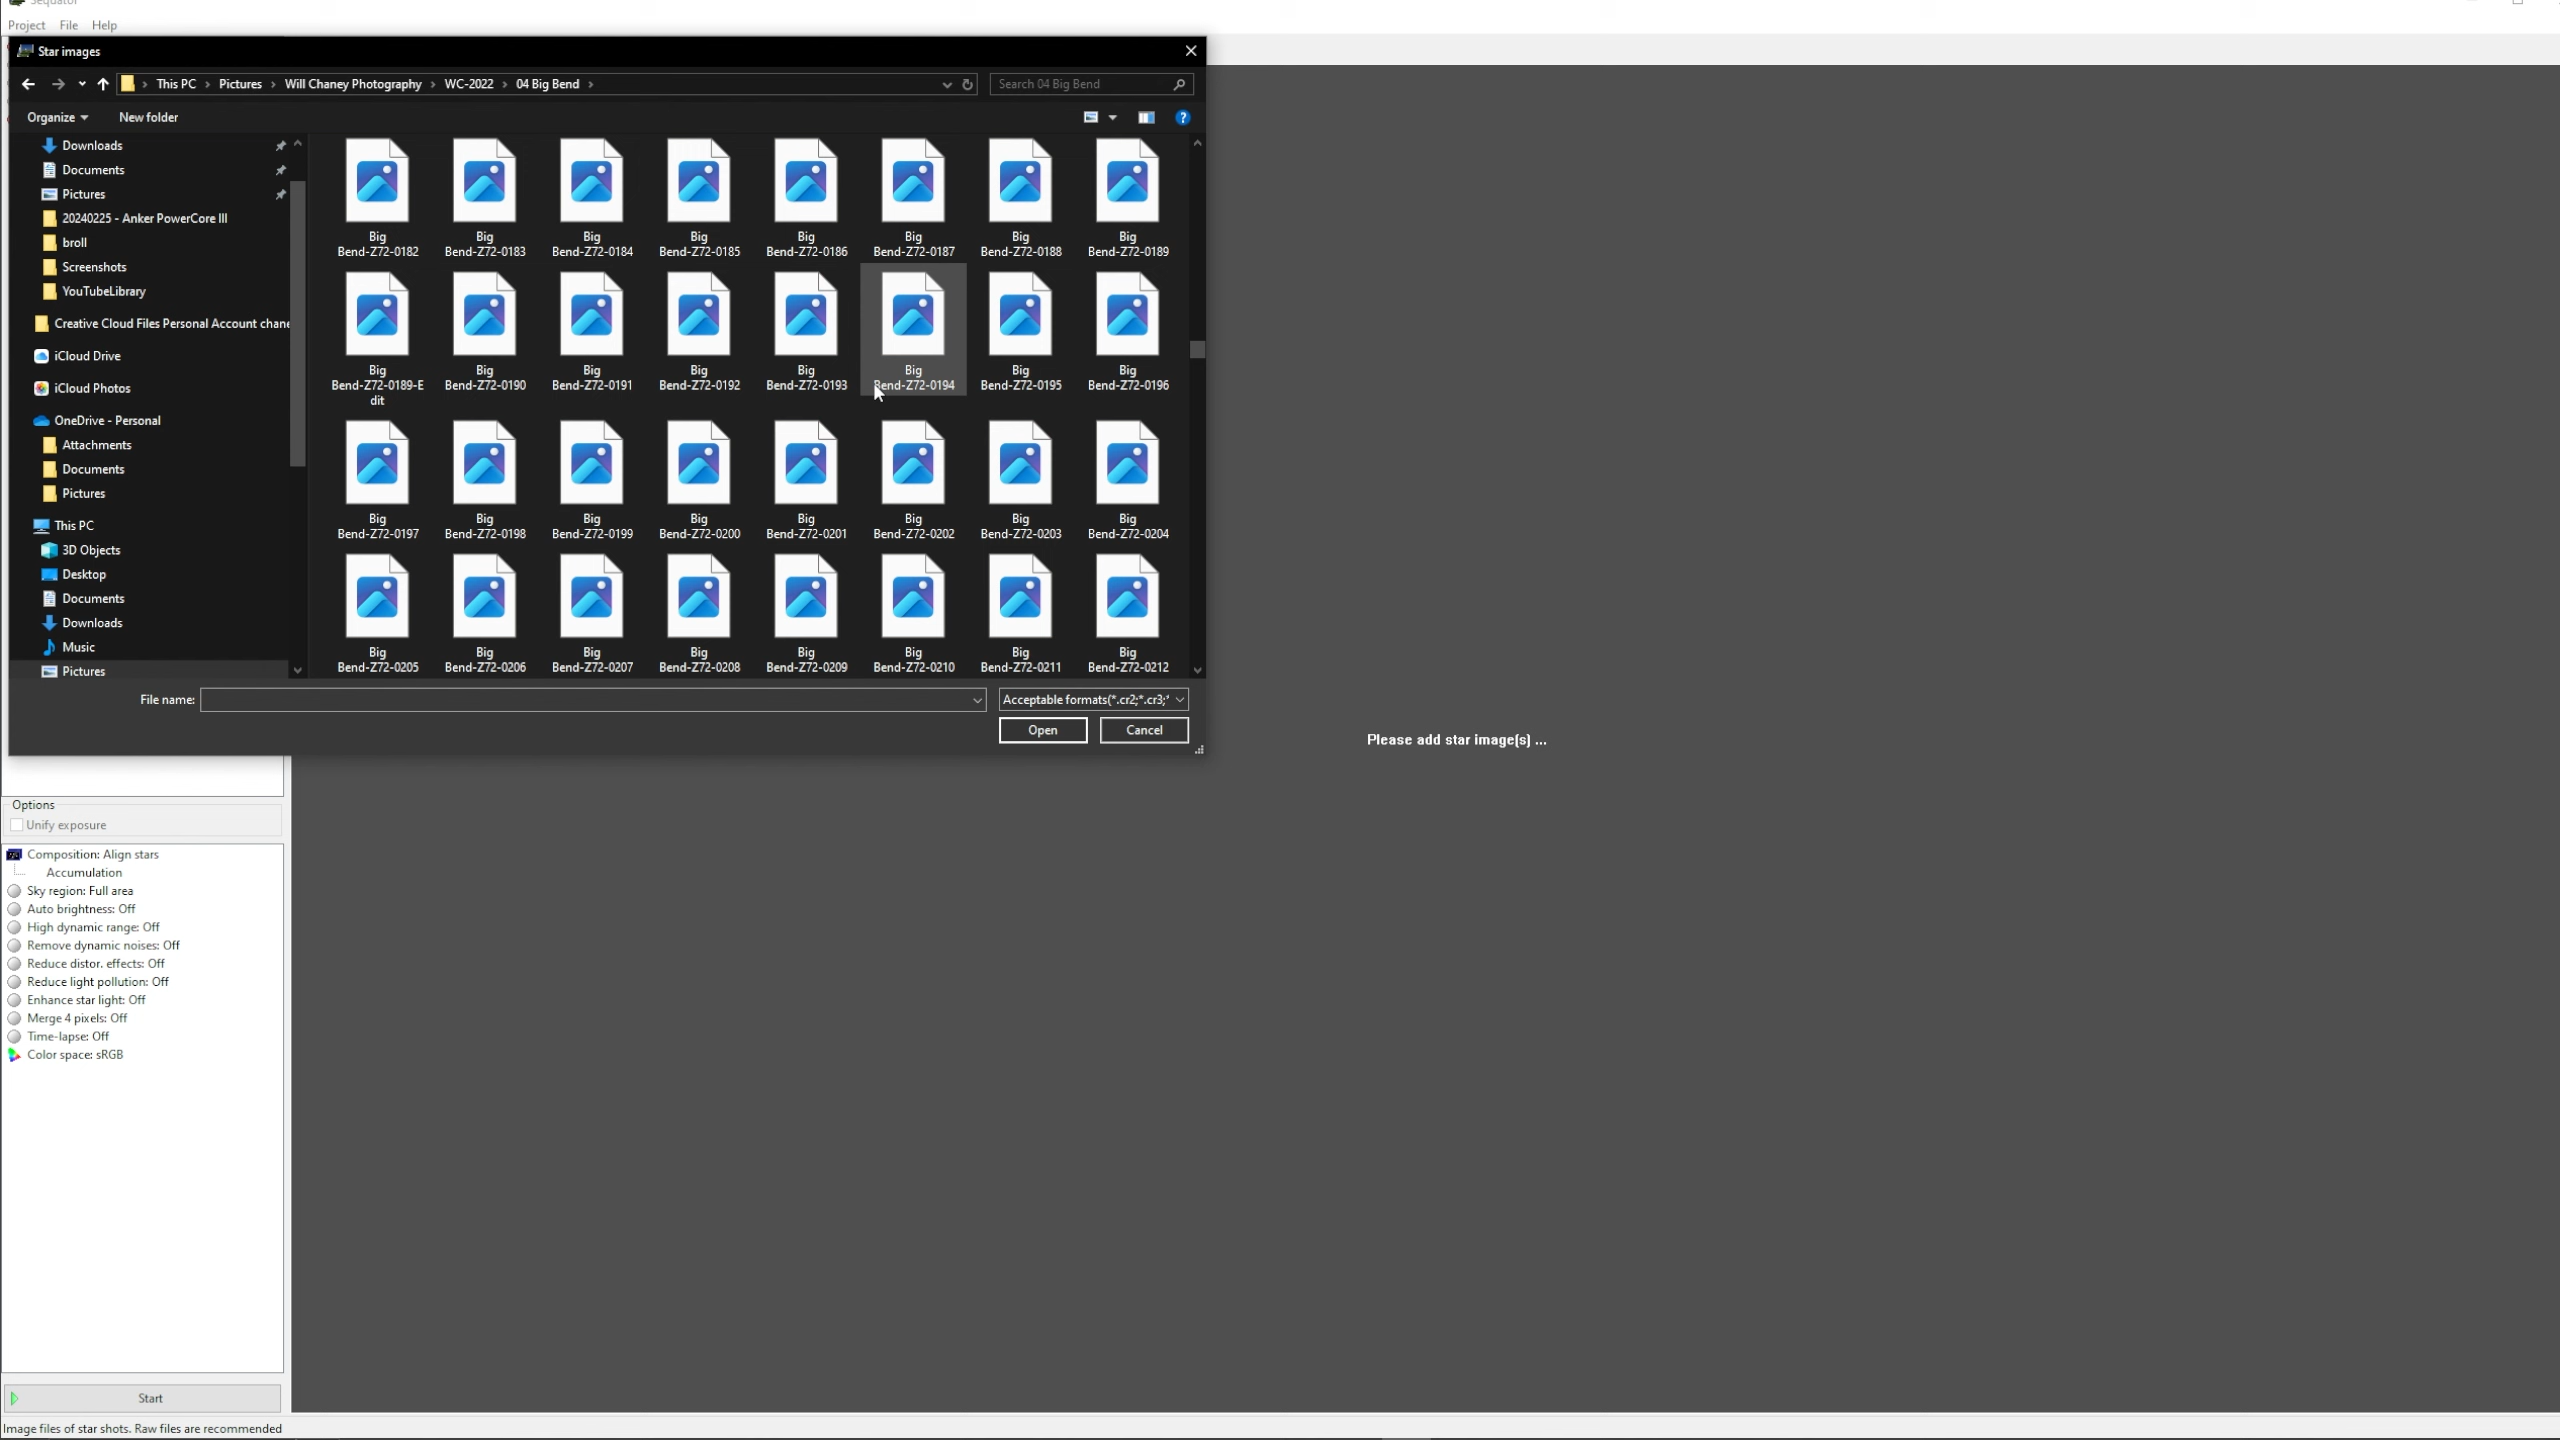 Sequator
Project File Help
Star images
This PC › Pictures › Will Chaney Photography › WC-2022 › 04 Big Bend ›
Search 04 Big Bend
Organize New folder
Downloads
Documents
Pictures
20240225 - Anker PowerCore III
broll
Screenshots
YouTubeLibrary
Creative Cloud Files Personal Account chane
iCloud Drive
iCloud Photos
OneDrive - Personal
Attachments
Documents
Pictures
This PC
3D Objects
Desktop
Documents
Downloads
Music
Pictures
Big Big Big Big Big Big Big Big
Bend-Z72-0182 Bend-Z72-0183 Bend-Z72-0184 Bend-Z72-0185 Bend-Z72-0186 Bend-Z72-0187 Bend-Z72-0188 Bend-Z72-0189
Big Big Big Big Big Big Big Big
Bend-Z72-0189-E Bend-Z72-0190 Bend-Z72-0191 Bend-Z72-0192 Bend-Z72-0193 Bend-Z72-0194 Bend-Z72-0195 Bend-Z72-0196
dit
Big Big Big Big Big Big Big Big
Bend-Z72-0197 Bend-Z72-0198 Bend-Z72-0199 Bend-Z72-0200 Bend-Z72-0201 Bend-Z72-0202 Bend-Z72-0203 Bend-Z72-0204
Big Big Big Big Big Big Big Big
Bend-Z72-0205 Bend-Z72-0206 Bend-Z72-0207 Bend-Z72-0208 Bend-Z72-0209 Bend-Z72-0210 Bend-Z72-0211 Bend-Z72-0212
File name: Acceptable formats(*.cr2;*.cr3;*
Open Cancel
Please add star image(s) ...
Options
Unify exposure
Composition: Align stars
Accumulation
Sky region: Full area
Auto brightness: Off
High dynamic range: Off
Remove dynamic noises: Off
Reduce distor. effects: Off
Reduce light pollution: Off
Enhance star light: Off
Merge 4 pixels: Off
Time-lapse: Off
Color space: sRGB
Start
Image files of star shots. Raw files are recommended